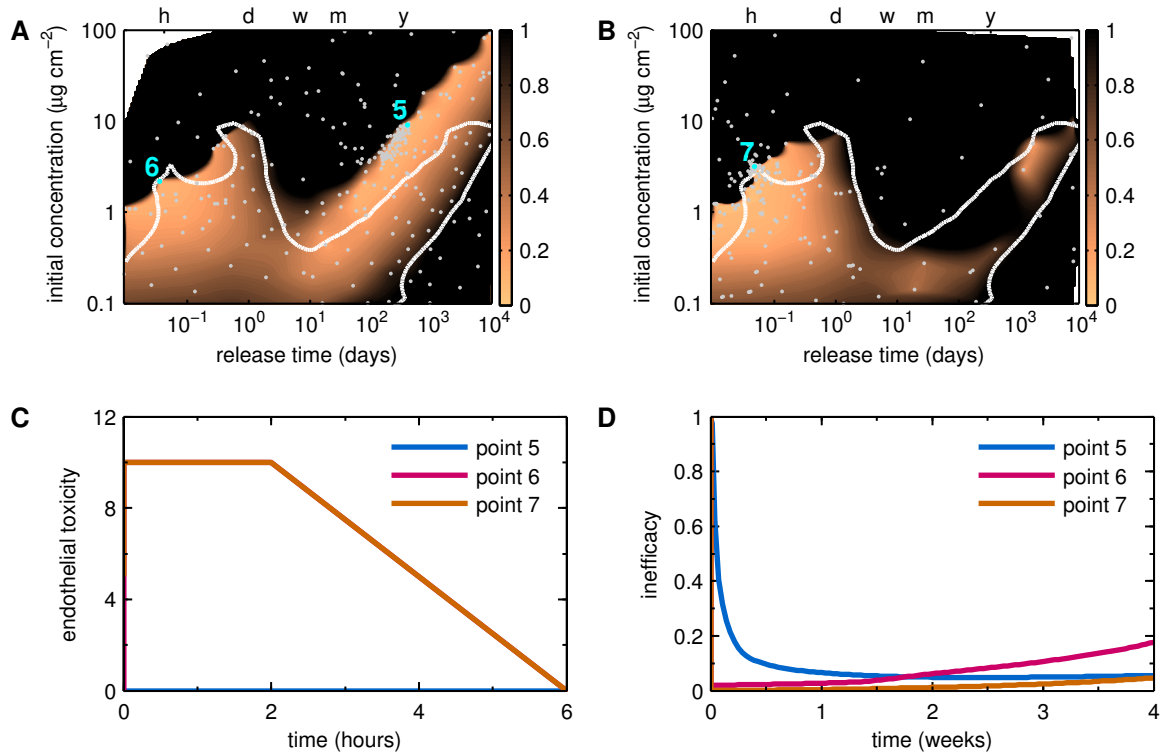 A
h d w m y
initial concentration (µg cm⁻²)
100
10
1
0.1
10⁻¹ 10⁰ 10¹ 10² 10³ 10⁴
release time (days)
5
6
1
0.8
0.6
0.4
0.2
0
B
h d w m y
initial concentration (µg cm⁻²)
100
10
1
0.1
10⁻¹ 10⁰ 10¹ 10² 10³ 10⁴
release time (days)
7
1
0.8
0.6
0.4
0.2
0
C
endothelial toxicity
12
8
4
0
0 2 4 6
time (hours)
point 5
point 6
point 7
D
inefficacy
1
0.8
0.6
0.4
0.2
0
0 1 2 3 4
time (weeks)
point 5
point 6
point 7